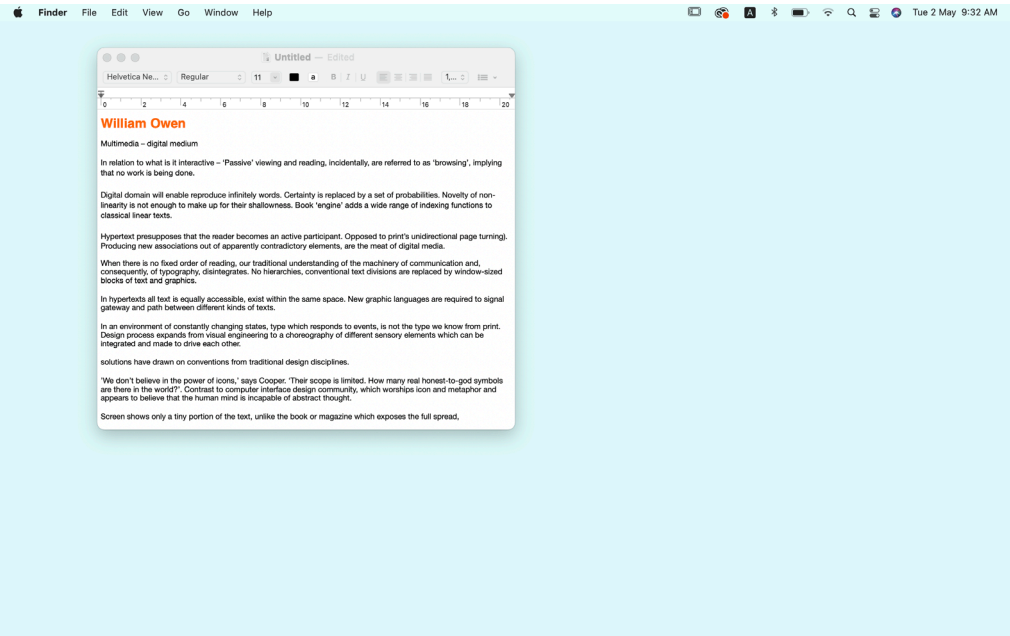 Finder File Edit View Go Window Help
A
Tue 2 May 9:32 AM
Untitled — Edited
Helvetica Ne... Regular 11 a B I U 1,...
0 2 4 6 8 10 12 14 16 18 20
William Owen
Multimedia – digital medium
In relation to what is it interactive – ‘Passive’ viewing and reading, incidentally, are referred to as ‘browsing’, implying
that no work is being done.
Digital domain will enable reproduce infinitely words. Certainty is replaced by a set of probabilities. Novelty of non-
linearity is not enough to make up for their shallowness. Book ‘engine’ adds a wide range of indexing functions to
classical linear texts.
Hypertext presupposes that the reader becomes an active participant. Opposed to print’s unidirectional page turning).
Producing new associations out of apparently contradictory elements, are the meat of digital media.
When there is no fixed order of reading, our traditional understanding of the machinery of communication and,
consequently, of typography, disintegrates. No hierarchies, conventional text divisions are replaced by window-sized
blocks of text and graphics.
In hypertexts all text is equally accessible, exist within the same space. New graphic languages are required to signal
gateway and path between different kinds of texts.
In an environment of constantly changing states, type which responds to events, is not the type we know from print.
Design process expands from visual engineering to a choreography of different sensory elements which can be
integrated and made to drive each other.
solutions have drawn on conventions from traditional design disciplines.
'We don’t believe in the power of icons,’ says Cooper. ‘Their scope is limited. How many real honest-to-god symbols
are there in the world?’. Contrast to computer interface design community, which worships icon and metaphor and
appears to believe that the human mind is incapable of abstract thought.
Screen shows only a tiny portion of the text, unlike the book or magazine which exposes the full spread,